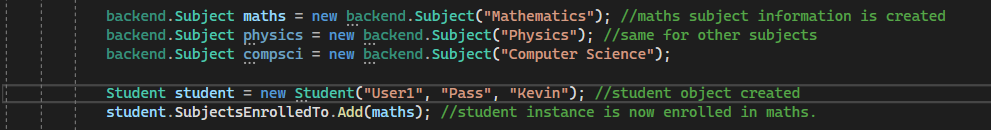 backend.Subject maths = new backend.Subject("Mathematics"); //maths subject information is created
backend.Subject physics = new backend.Subject("Physics"); //same for other subjects
backend.Subject compsci = new backend.Subject("Computer Science");
Student student = new Student("User1", "Pass", "Kevin"); //student object created
student.SubjectsEnrolledTo.Add(maths); //student instance is now enrolled in maths.